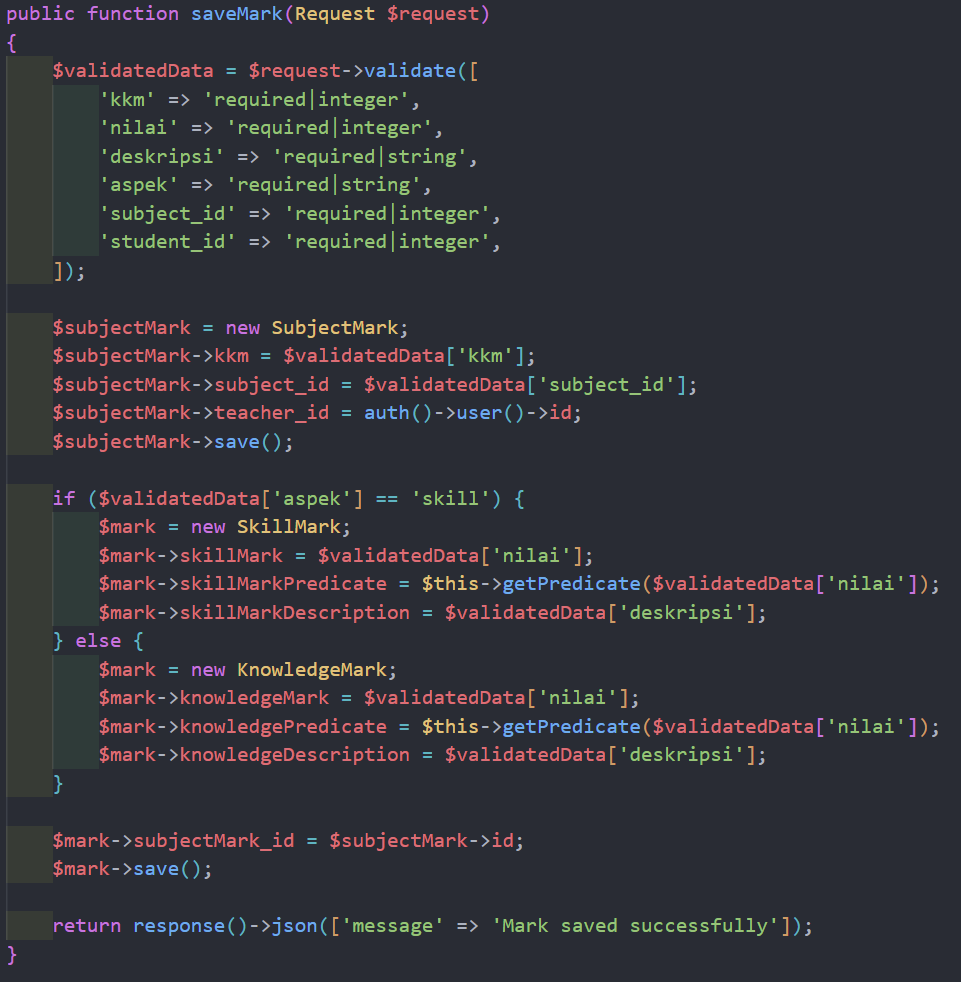 public function saveMark(Request $request)
{
    $validatedData = $request->validate([
        'kkm' => 'required|integer',
        'nilai' => 'required|integer',
        'deskripsi' => 'required|string',
        'aspek' => 'required|string',
        'subject_id' => 'required|integer',
        'student_id' => 'required|integer',
    ]);

    $subjectMark = new SubjectMark;
    $subjectMark->kkm = $validatedData['kkm'];
    $subjectMark->subject_id = $validatedData['subject_id'];
    $subjectMark->teacher_id = auth()->user()->id;
    $subjectMark->save();

    if ($validatedData['aspek'] == 'skill') {
        $mark = new SkillMark;
        $mark->skillMark = $validatedData['nilai'];
        $mark->skillMarkPredicate = $this->getPredicate($validatedData['nilai']);
        $mark->skillMarkDescription = $validatedData['deskripsi'];
    } else {
        $mark = new KnowledgeMark;
        $mark->knowledgeMark = $validatedData['nilai'];
        $mark->knowledgePredicate = $this->getPredicate($validatedData['nilai']);
        $mark->knowledgeDescription = $validatedData['deskripsi'];
    }

    $mark->subjectMark_id = $subjectMark->id;
    $mark->save();

    return response()->json(['message' => 'Mark saved successfully']);
}